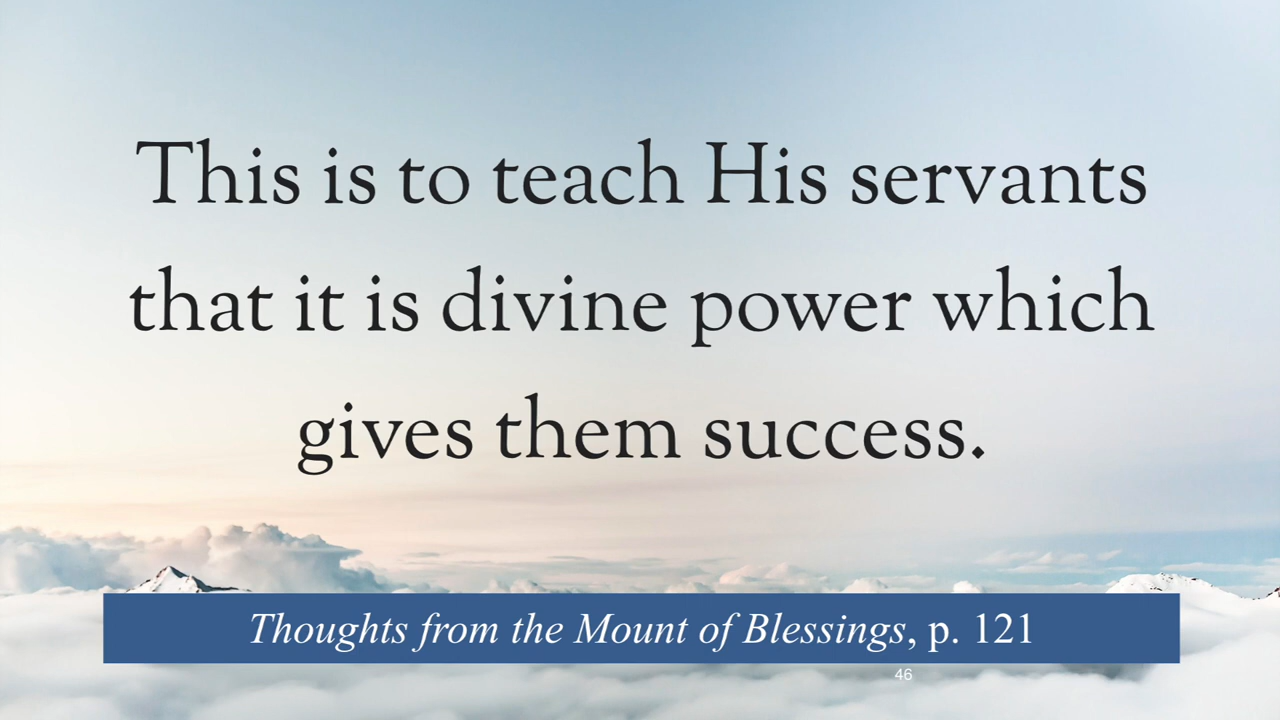 This is to teach His servants
that it is divine power which
gives them success.
Thoughts from the Mount of Blessings, p. 121
46